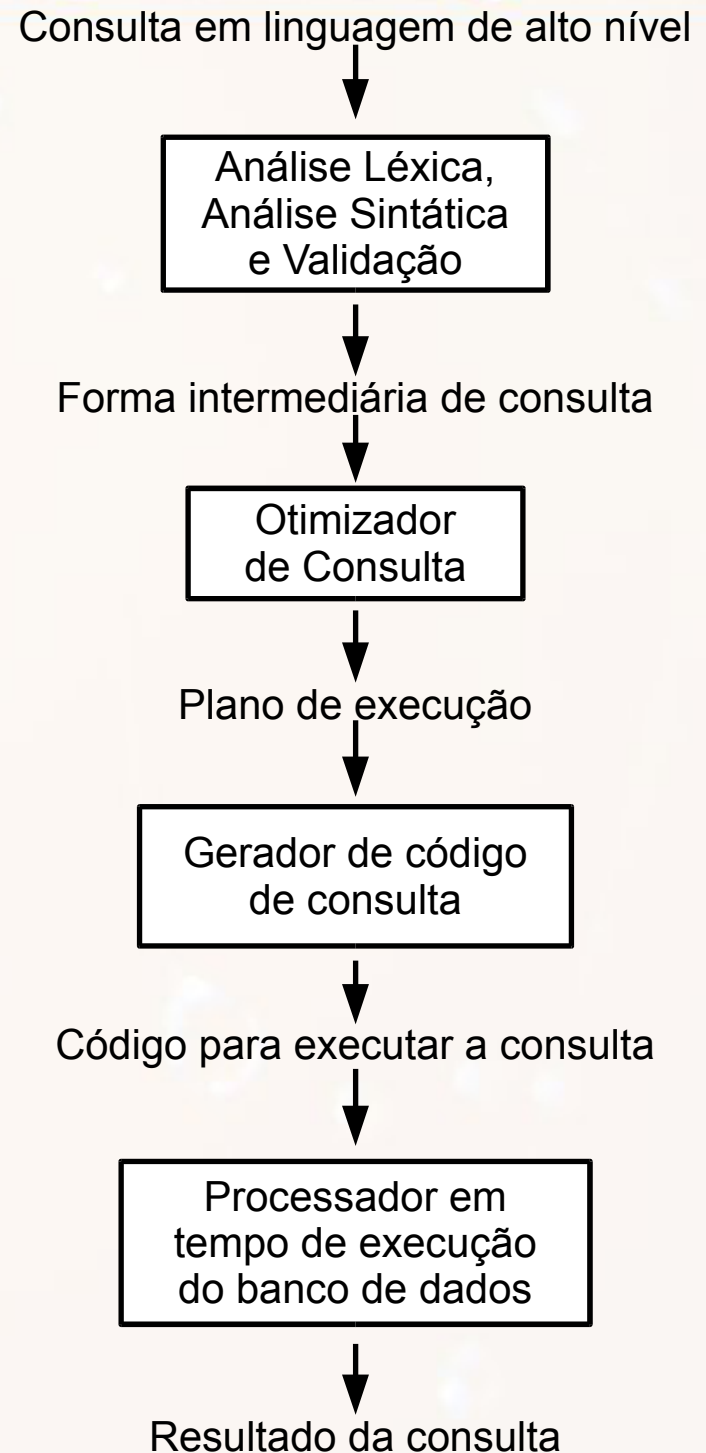 Consulta em linguagem de alto nível
Análise Léxica,
Análise Sintática
e Validação
Forma intermediária de consulta
Otimizador
de Consulta
Plano de execução
Gerador de código
de consulta
Código para executar a consulta
Processador em
tempo de execução
do banco de dados
Resultado da consulta